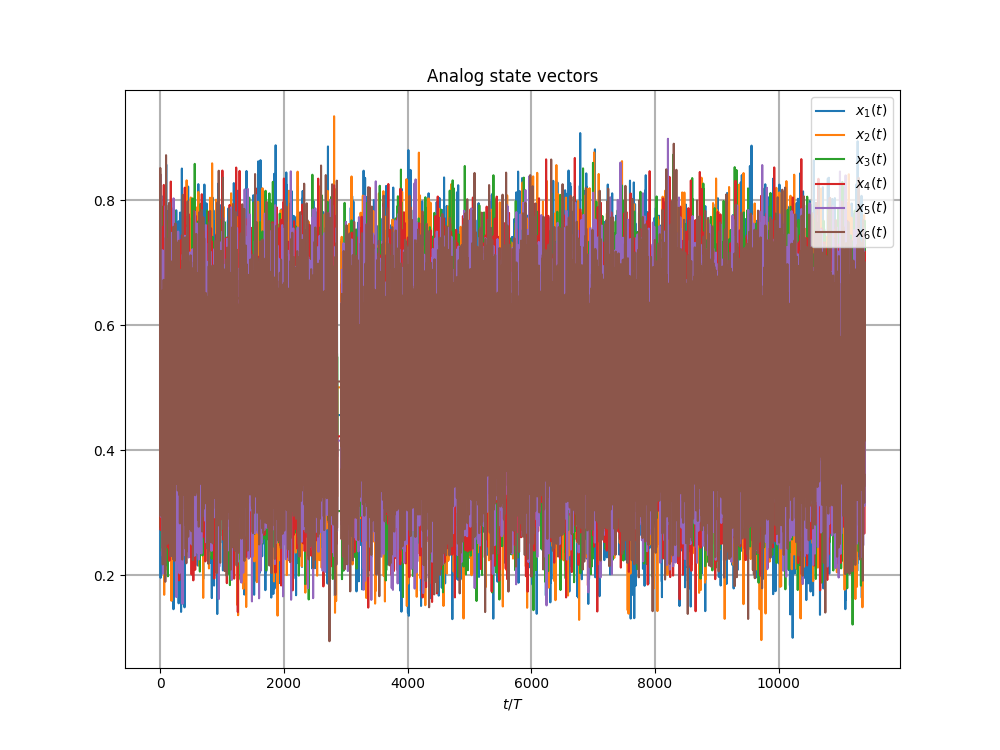 Analog state vectors
x₁(t)
x₂(t)
x₃(t)
x₄(t)
x₅(t)
x₆(t)
0.8
0.6
0.4
0.2
0 2000 4000 6000 8000 10000
t/T